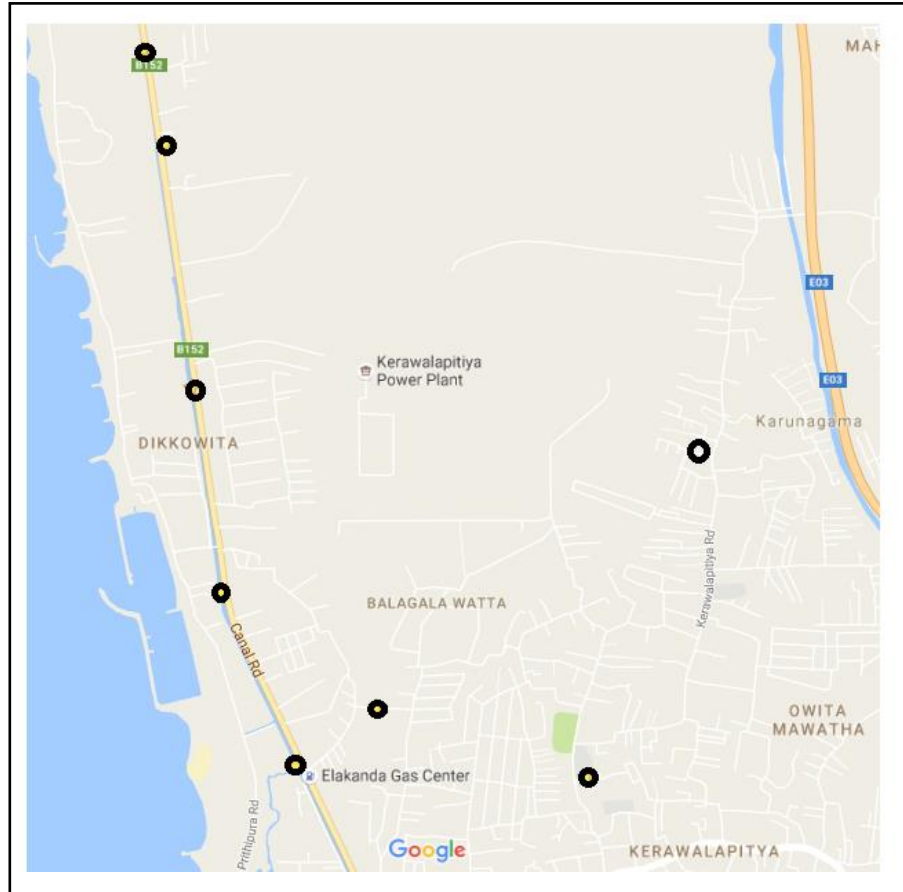 MAH
B152
E03
B152
Kerawalapitiya
Power Plant
E03
Karunagama
DIKKOWITA
Kerawalapitiya Rd
BALAGALA WATTA
Canal Rd
OWITA
MAWATHA
Elakanda Gas Center
Prithipura Rd
Google
KERAWALAPITYA